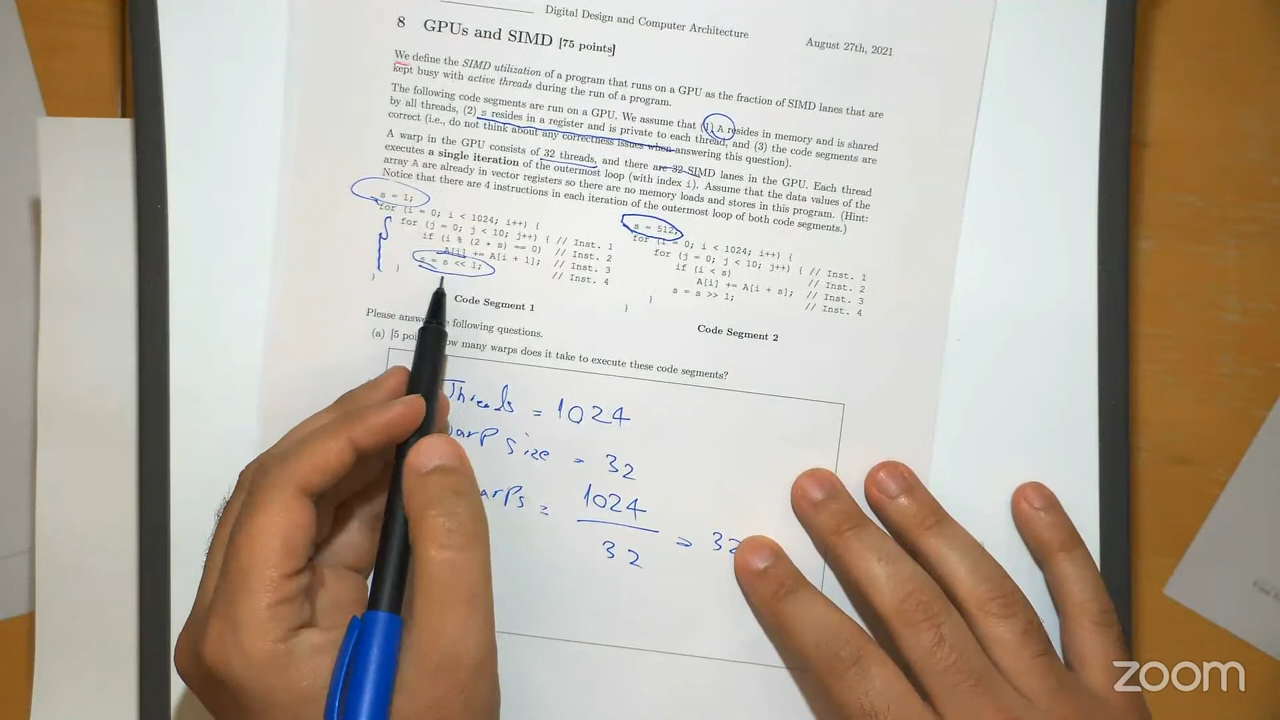 Digital Design and Computer Architecture
August 27th, 2021
8 GPUs and SIMD [75 points]
We define the SIMD utilization of a program that runs on a GPU as the fraction of SIMD lanes that are
kept busy with active threads during the run of a program.
The following code segments are run on a GPU. We assume that (1) A resides in memory and is shared
by all threads, (2) s resides in a register and is private to each thread, and (3) the code segments are
correct (i.e., do not think about any correctness issues when answering this question).
A warp in the GPU consists of 32 threads, and there are 32 SIMD lanes in the GPU. Each thread
executes a single iteration of the outermost loop (with index i). Assume that the data values of the
array A are already in vector registers so there are no memory loads and stores in this program. (Hint:
Notice that there are 4 instructions in each iteration of the outermost loop of both code segments.)
s = 1;
for (i = 0; i < 1024; i++) {
for (j = 0; j < 10; j++) { // Inst. 1
if (i % (2 * s) == 0) // Inst. 2
A[i] += A[i + 1]; // Inst. 3
s = s << 1; // Inst. 4
}
}
Code Segment 1
s = 512;
for (i = 0; i < 1024; i++) {
for (j = 0; j < 10; j++) { // Inst. 1
if (i < s) // Inst. 2
A[i] += A[i + s]; // Inst. 3
s = s >> 1; // Inst. 4
}
}
Code Segment 2
Please following questions.
(a) [5 many warps does it take to execute these code segments?
Threads = 1024
warp size = 32
warps = 1024
32
=> 32
zoom